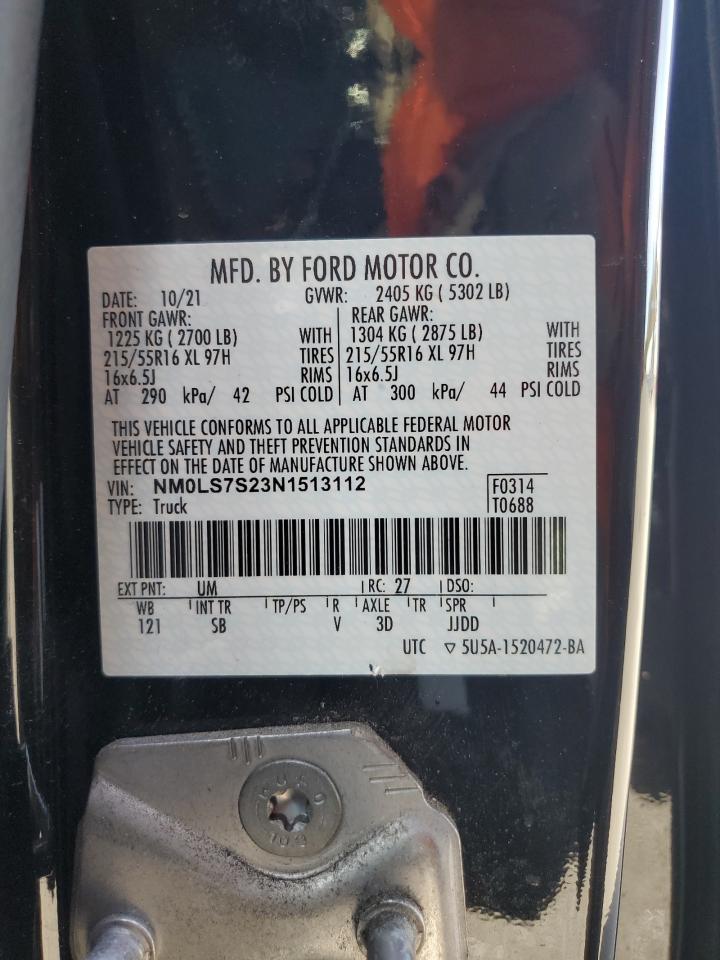 MFD. BY FORD MOTOR CO.
DATE: 10/21 GVWR: 2405 KG ( 5302 LB)
FRONT GAWR: REAR GAWR:
1225 KG ( 2700 LB) WITH 1304 KG ( 2875 LB) WITH
215/55R16 XL 97H TIRES 215/55R16 XL 97H TIRES
16x6.5J RIMS 16x6.5J RIMS
AT 290 kPa/ 42 PSI COLD AT 300 kPa/ 44 PSI COLD
THIS VEHICLE CONFORMS TO ALL APPLICABLE FEDERAL MOTOR
VEHICLE SAFETY AND THEFT PREVENTION STANDARDS IN
EFFECT ON THE DATE OF MANUFACTURE SHOWN ABOVE.
VIN: NM0LS7S23N1513112 F0314
TYPE: Truck T0688
EXT PNT: UM RC: 27 DSO:
WB INT TR TP/PS R AXLE TR SPR
121 SB V 3D JJDD
UTC ▽ 5U5A-1520472-BA